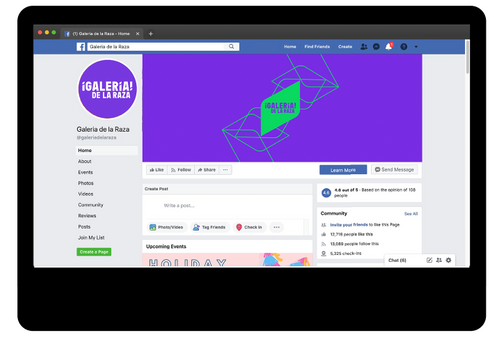 Galería de la Raza - Home
Galería de la Raza
Home
Find Friends
Create
¡GALERÍA!
DE LA RAZA
¡GALERÍA!
DE LA RAZA
Galería de la Raza
@galeriadelaraza
Home
About
Events
Photos
Videos
Community
Reviews
Posts
Join My List
Create a Page
Like
Follow
Share
Learn More
Send Message
Create Post
Write a post...
Photo/Video
Tag Friends
Check in
Upcoming Events
HOLIDAY
4.6
4.6 out of 5 · Based on the opinion of 108
people
Community
See All
Invite your friends to like this Page
12,718 people like this
13,089 people follow this
5,325 check-ins
Chat (6)